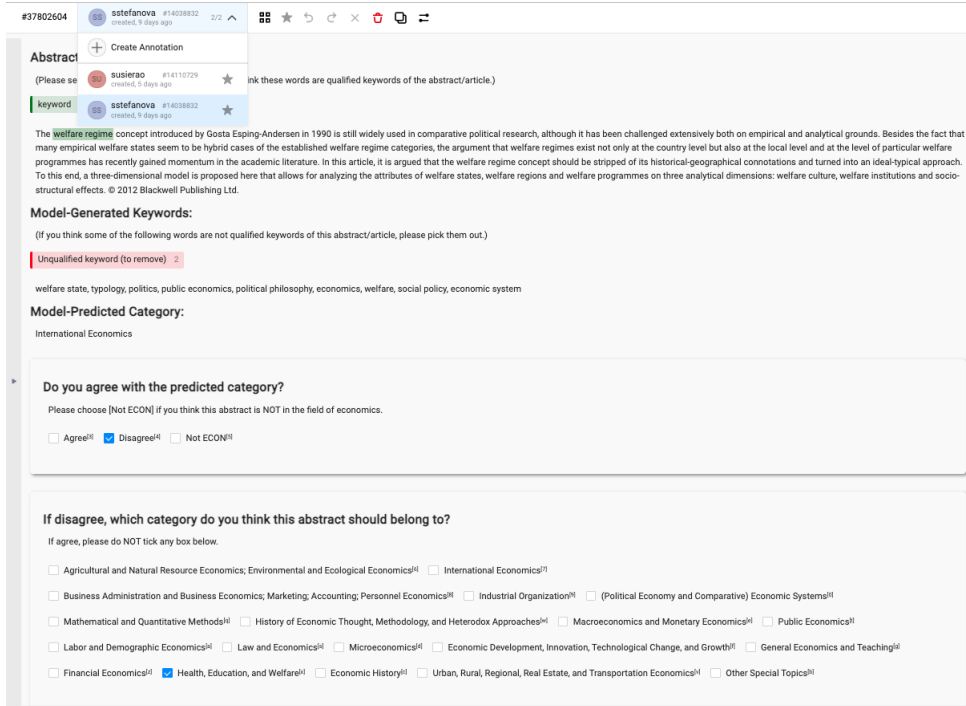 #37802604
SS sstefanova #14038832
created, 9 days ago
2/2
Create Annotation
SU susierao #14110729
created, 5 days ago
SS sstefanova #14038832
created, 9 days ago
Abstract
(Please se
ink these words are qualified keywords of the abstract/article.)
keyword
The welfare regime concept introduced by Gosta Esping-Andersen in 1990 is still widely used in comparative political research, although it has been challenged extensively both on empirical and analytical grounds. Besides the fact that
many empirical welfare states seem to be hybrid cases of the established welfare regime categories, the argument that welfare regimes exist not only at the country level but also at the local level and at the level of particular welfare
programmes has recently gained momentum in the academic literature. In this article, it is argued that the welfare regime concept should be stripped of its historical-geographical connotations and turned into an ideal-typical approach.
To this end, a three-dimensional model is proposed here that allows for analyzing the attributes of welfare states, welfare regions and welfare programmes on three analytical dimensions: welfare culture, welfare institutions and socio-
structural effects. © 2012 Blackwell Publishing Ltd.
Model-Generated Keywords:
(If you think some of the following words are not qualified keywords of this abstract/article, please pick them out.)
Unqualified keyword (to remove) 2
welfare state, typology, politics, public economics, political philosophy, economics, welfare, social policy, economic system
Model-Predicted Category:
International Economics
Do you agree with the predicted category?
Please choose [Not ECON] if you think this abstract is NOT in the field of economics.
Agree[3] Disagree[4] Not ECON[5]
If disagree, which category do you think this abstract should belong to?
If agree, please do NOT tick any box below.
Agricultural and Natural Resource Economics; Environmental and Ecological Economics[6] International Economics[7]
Business Administration and Business Economics; Marketing; Accounting; Personnel Economics[8] Industrial Organization[9] (Political Economy and Comparative) Economic Systems[0]
Mathematical and Quantitative Methods[q] History of Economic Thought, Methodology, and Heterodox Approaches[w] Macroeconomics and Monetary Economics[e] Public Economics[t]
Labor and Demographic Economics[a] Law and Economics[s] Microeconomics[d] Economic Development, Innovation, Technological Change, and Growth[f] General Economics and Teaching[g]
Financial Economics[z] Health, Education, and Welfare[x] Economic History[c] Urban, Rural, Regional, Real Estate, and Transportation Economics[v] Other Special Topics[b]